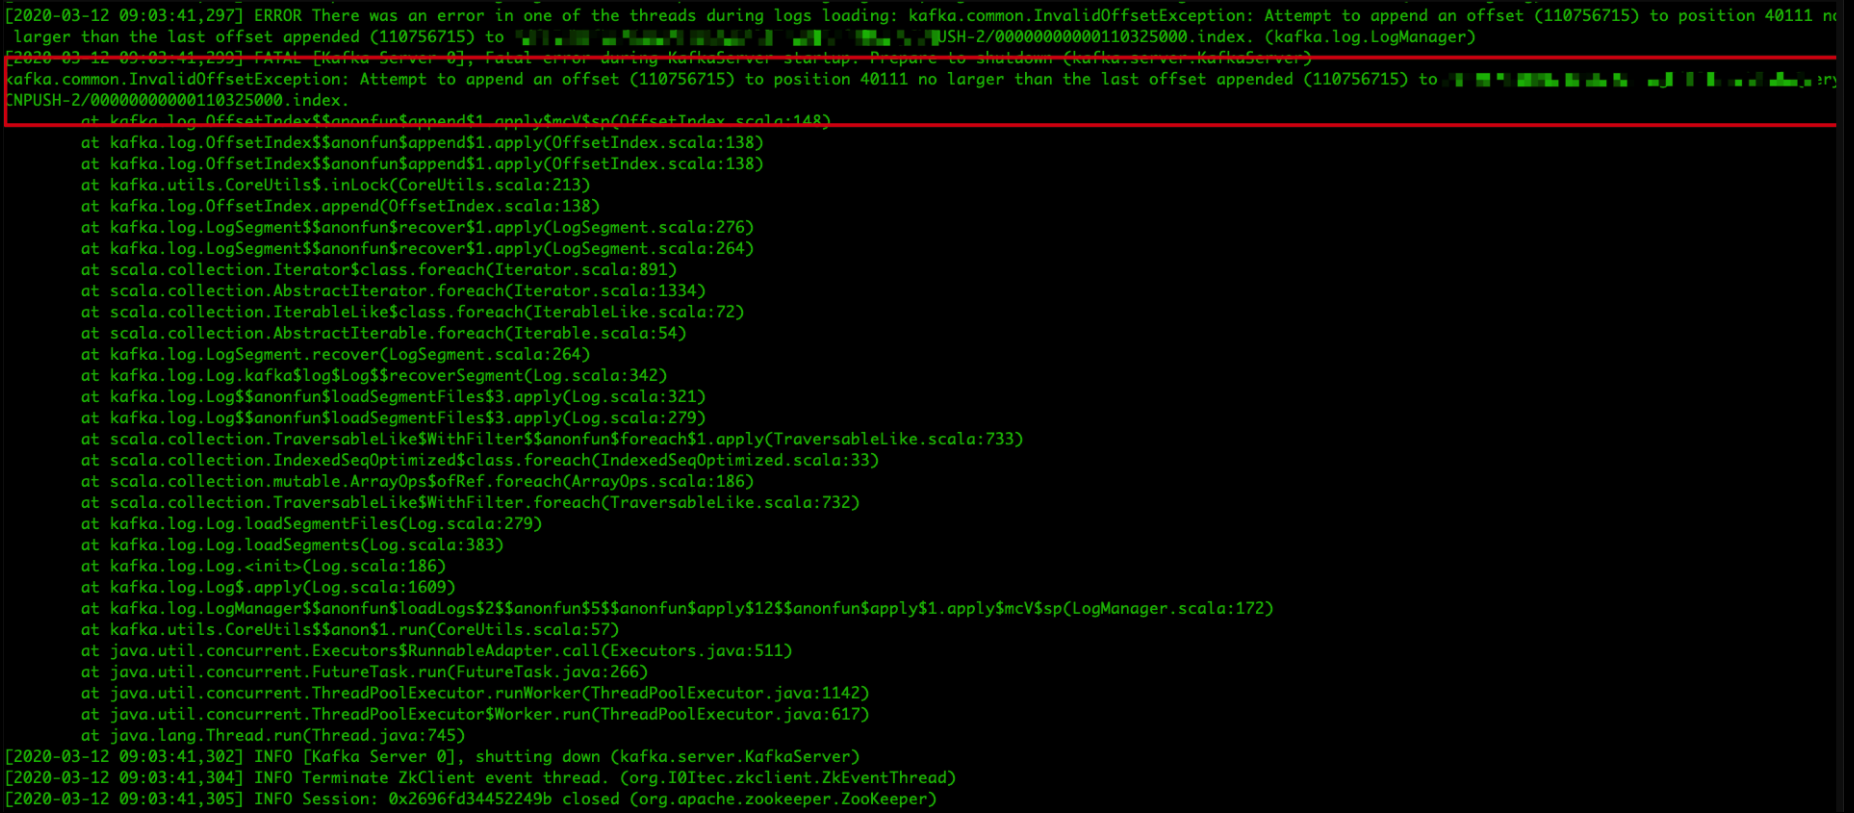 [2020-03-12 09:03:41,297] ERROR There was an error in one of the threads during logs loading: kafka.common.InvalidOffsetException: Attempt to append an offset (110756715) to position 40111 no
larger than the last offset appended (110756715) to USH-2/00000000000110325000.index. (kafka.log.LogManager)
[2020-03-12 09:03:41,299] FATAL [Kafka Server 0], Fatal error during KafkaServer startup. Prepare to shutdown (kafka.server.KafkaServer)
kafka.common.InvalidOffsetException: Attempt to append an offset (110756715) to position 40111 no larger than the last offset appended (110756715) to ery
CNPUSH-2/00000000000110325000.index.
at kafka.log.OffsetIndex$$anonfun$append$1.apply$mcV$sp(OffsetIndex.scala:148)
at kafka.log.OffsetIndex$$anonfun$append$1.apply(OffsetIndex.scala:138)
at kafka.log.OffsetIndex$$anonfun$append$1.apply(OffsetIndex.scala:138)
at kafka.utils.CoreUtils$.inLock(CoreUtils.scala:213)
at kafka.log.OffsetIndex.append(OffsetIndex.scala:138)
at kafka.log.LogSegment$$anonfun$recover$1.apply(LogSegment.scala:276)
at kafka.log.LogSegment$$anonfun$recover$1.apply(LogSegment.scala:264)
at scala.collection.Iterator$class.foreach(Iterator.scala:891)
at scala.collection.AbstractIterator.foreach(Iterator.scala:1334)
at scala.collection.IterableLike$class.foreach(IterableLike.scala:72)
at scala.collection.AbstractIterable.foreach(Iterable.scala:54)
at kafka.log.LogSegment.recover(LogSegment.scala:264)
at kafka.log.Log.kafka$log$Log$$recoverSegment(Log.scala:342)
at kafka.log.Log$$anonfun$loadSegmentFiles$3.apply(Log.scala:321)
at kafka.log.Log$$anonfun$loadSegmentFiles$3.apply(Log.scala:279)
at scala.collection.TraversableLike$WithFilter$$anonfun$foreach$1.apply(TraversableLike.scala:733)
at scala.collection.IndexedSeqOptimized$class.foreach(IndexedSeqOptimized.scala:33)
at scala.collection.mutable.ArrayOps$ofRef.foreach(ArrayOps.scala:186)
at scala.collection.TraversableLike$WithFilter.foreach(TraversableLike.scala:732)
at kafka.log.Log.loadSegmentFiles(Log.scala:279)
at kafka.log.Log.loadSegments(Log.scala:383)
at kafka.log.Log.<init>(Log.scala:186)
at kafka.log.Log$.apply(Log.scala:1609)
at kafka.log.LogManager$$anonfun$loadLogs$2$$anonfun$5$$anonfun$apply$12$$anonfun$apply$1.apply$mcV$sp(LogManager.scala:172)
at kafka.utils.CoreUtils$$anon$1.run(CoreUtils.scala:57)
at java.util.concurrent.Executors$RunnableAdapter.call(Executors.java:511)
at java.util.concurrent.FutureTask.run(FutureTask.java:266)
at java.util.concurrent.ThreadPoolExecutor.runWorker(ThreadPoolExecutor.java:1142)
at java.util.concurrent.ThreadPoolExecutor$Worker.run(ThreadPoolExecutor.java:617)
at java.lang.Thread.run(Thread.java:745)
[2020-03-12 09:03:41,302] INFO [Kafka Server 0], shutting down (kafka.server.KafkaServer)
[2020-03-12 09:03:41,304] INFO Terminate ZkClient event thread. (org.I0Itec.zkclient.ZkEventThread)
[2020-03-12 09:03:41,305] INFO Session: 0x2696fd34452249b closed (org.apache.zookeeper.ZooKeeper)